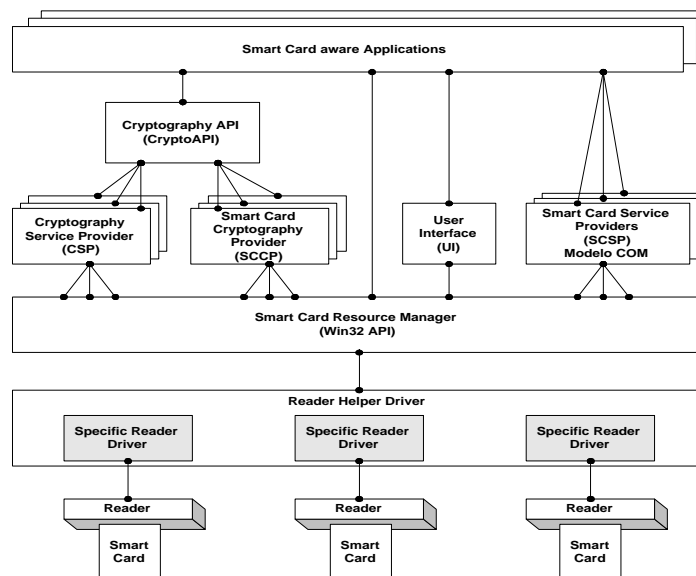 Smart Card aware Applications
Cryptography API
(CryptoAPI)
Cryptography
Service Provider
(CSP)
Smart Card
Cryptography
Provider
(SCCP)
User
Interface
(UI)
Smart Card Service
Providers
(SCSP)
Modelo COM
Smart Card Resource Manager
(Win32 API)
Reader Helper Driver
Specific Reader
Driver
Specific Reader
Driver
Specific Reader
Driver
Reader
Reader
Reader
Smart
Card
Smart
Card
Smart
Card